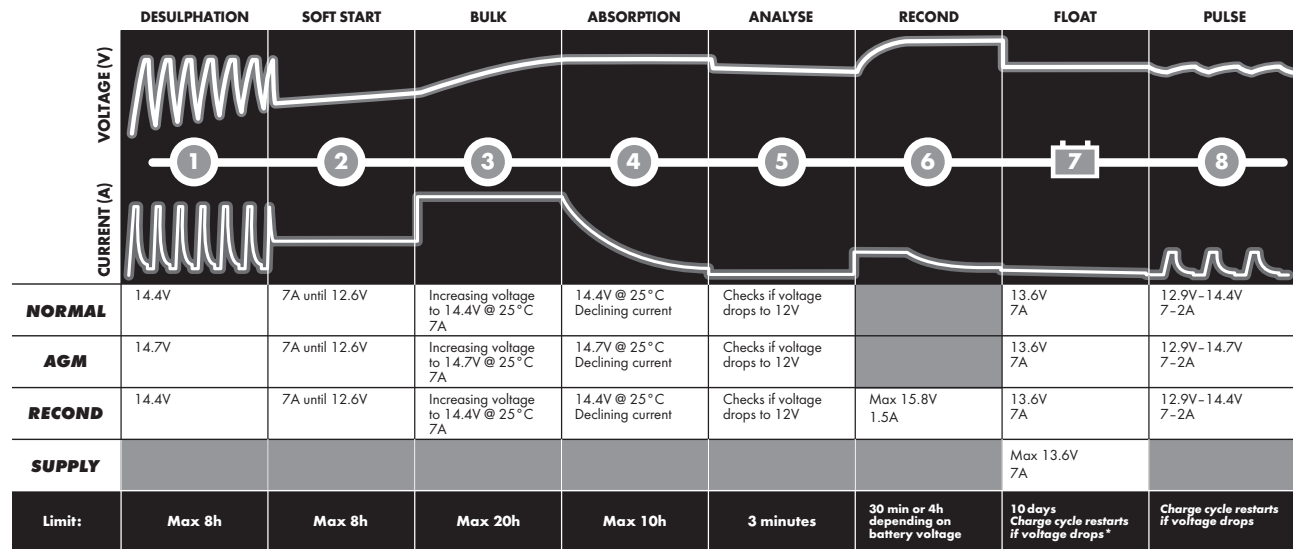 DESULPHATION SOFT START BULK ABSORPTION ANALYSE RECOND FLOAT PULSE
VOLTAGE (V)
1 2 3 4 5 6 7 8
CURRENT (A)
NORMAL
14.4V
7A until 12.6V
Increasing voltage
to 14.4V @ 25°C
7A
14.4V @ 25°C
Declining current
Checks if voltage
drops to 12V
13.6V
7A
12.9V–14.4V
7–2A
AGM
14.7V
7A until 12.6V
Increasing voltage
to 14.7V @ 25°C
7A
14.7V @ 25°C
Declining current
Checks if voltage
drops to 12V
13.6V
7A
12.9V–14.7V
7–2A
RECOND
14.4V
7A until 12.6V
Increasing voltage
to 14.4V @ 25°C
7A
14.4V @ 25°C
Declining current
Checks if voltage
drops to 12V
Max 15.8V
1.5A
13.6V
7A
12.9V–14.4V
7–2A
SUPPLY
Max 13.6V
7A
Limit:
Max 8h
Max 8h
Max 20h
Max 10h
3 minutes
30 min or 4h
depending on
battery voltage
10 days
Charge cycle restarts
if voltage drops*
Charge cycle restarts
if voltage drops